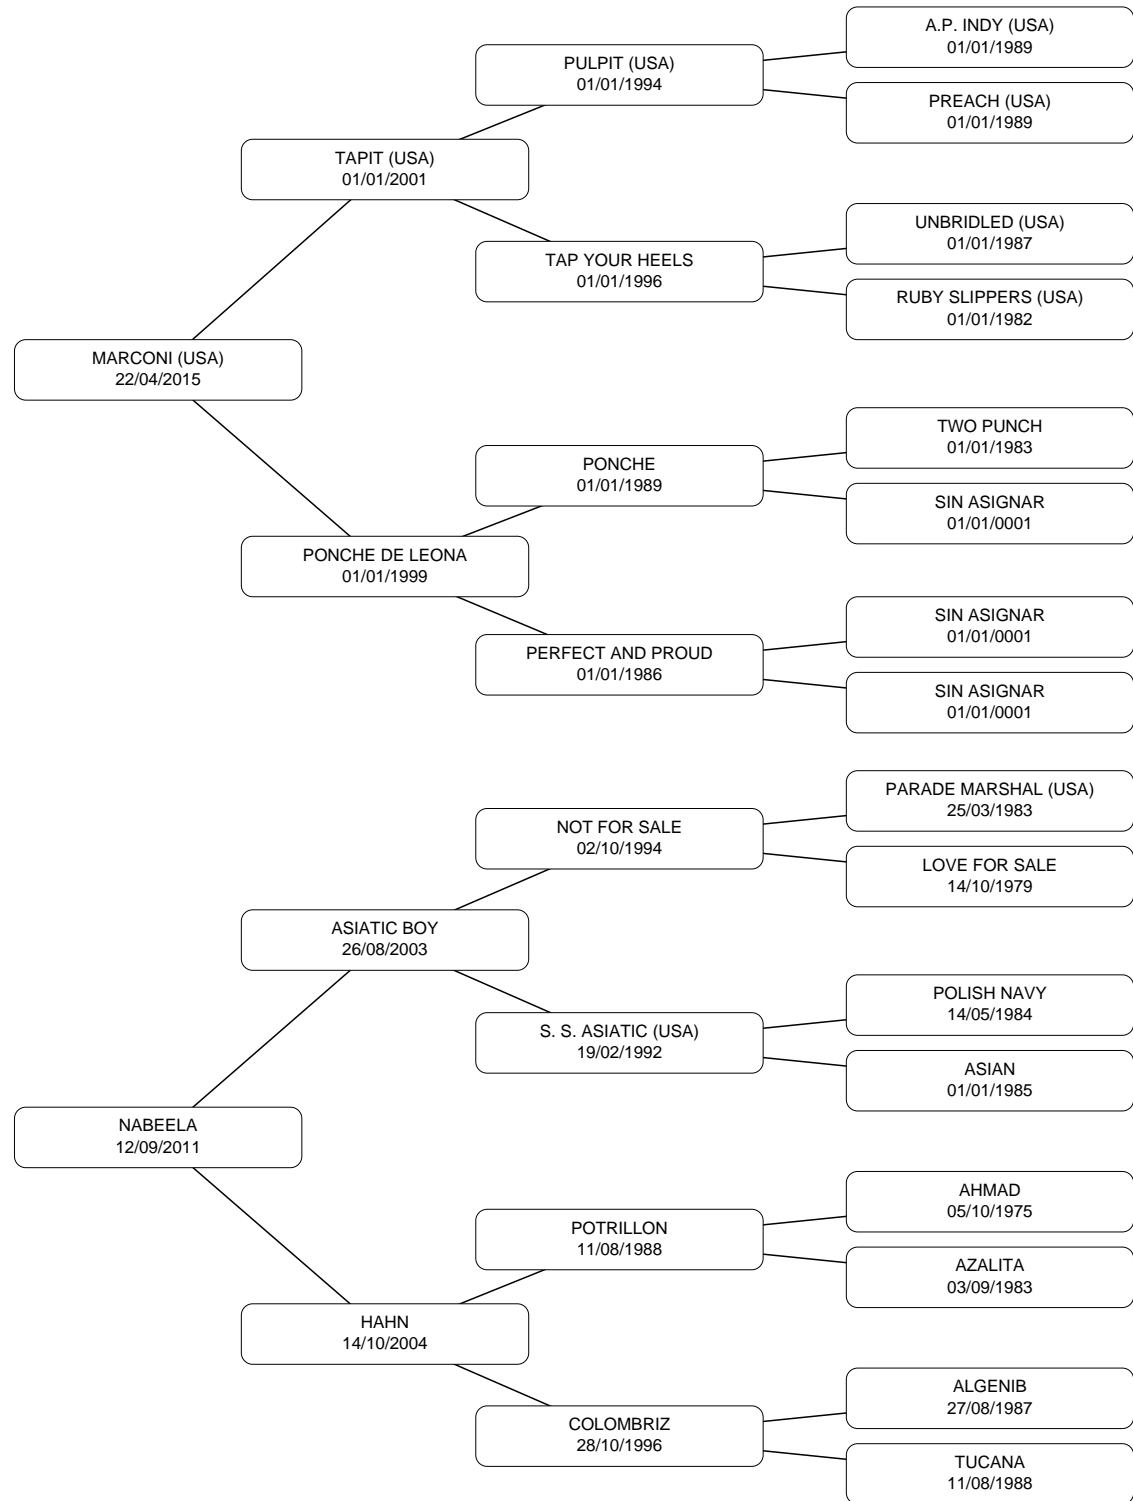 A.P. INDY (USA)
01/01/1989
PULPIT (USA)
01/01/1994
PREACH (USA)
01/01/1989
TAPIT (USA)
01/01/2001
UNBRIDLED (USA)
01/01/1987
TAP YOUR HEELS
01/01/1996
RUBY SLIPPERS (USA)
01/01/1982
MARCONI (USA)
22/04/2015
TWO PUNCH
01/01/1983
PONCHE
01/01/1989
SIN ASIGNAR
01/01/0001
PONCHE DE LEONA
01/01/1999
SIN ASIGNAR
01/01/0001
PERFECT AND PROUD
01/01/1986
SIN ASIGNAR
01/01/0001
PARADE MARSHAL (USA)
25/03/1983
NOT FOR SALE
02/10/1994
LOVE FOR SALE
14/10/1979
ASIATIC BOY
26/08/2003
POLISH NAVY
14/05/1984
S. S. ASIATIC (USA)
19/02/1992
ASIAN
01/01/1985
NABEELA
12/09/2011
AHMAD
05/10/1975
POTRILLON
11/08/1988
AZALITA
03/09/1983
HAHN
14/10/2004
ALGENIB
27/08/1987
COLOMBRIZ
28/10/1996
TUCANA
11/08/1988